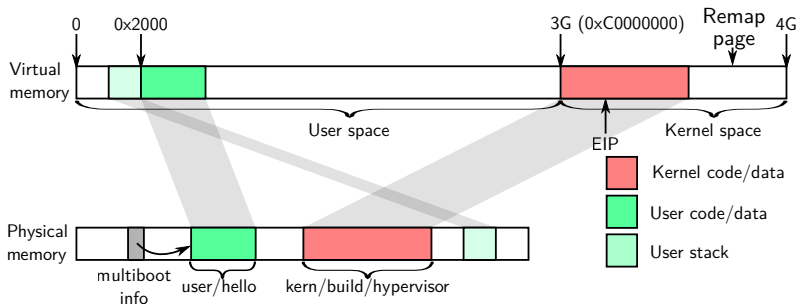 0
0x2000
3G (0xC0000000)
Remap
page
4G
Virtual
memory
User space
Kernel space
EIP
Kernel code/data
User code/data
User stack
Physical
memory
multiboot
info
user/hello
kern/build/hypervisor